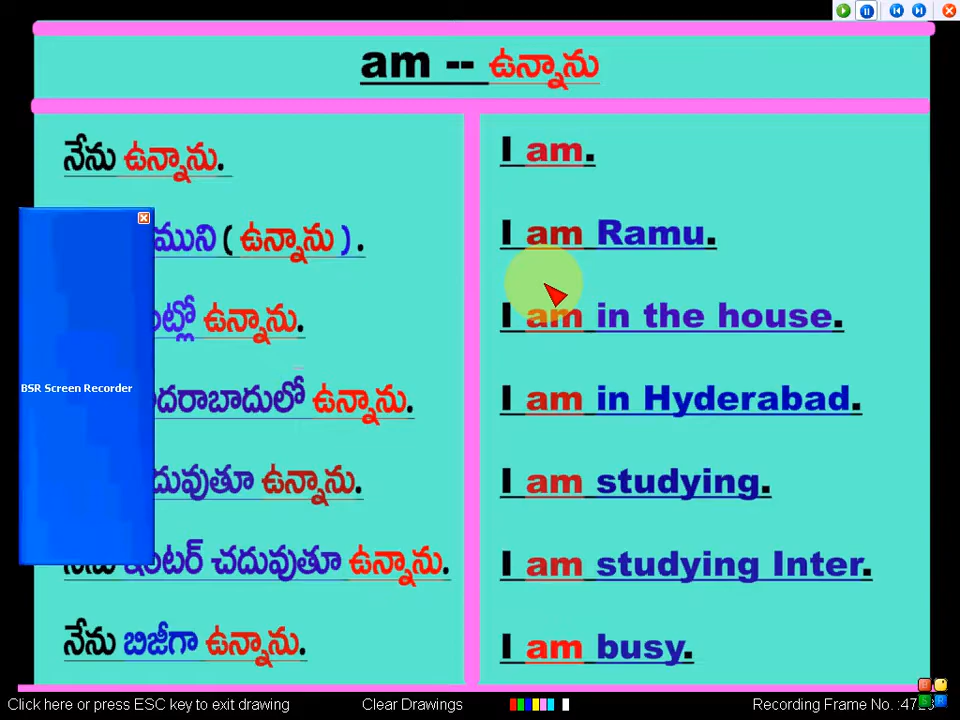 am -- ఉన్నాను
నేను ఉన్నాను.
I am.
ముని ( ఉన్నాను ) .
I am Ramu.
ఉన్నాను.
I am in the house.
ఉన్నాను.
I am in Hyderabad.
ఉన్నాను.
I am studying.
ఇంటర్ చదువుతూ ఉన్నాను.
I am studying Inter.
నేను బిజీగా ఉన్నాను.
I am busy.
BSR Screen Recorder
Click here or press ESC key to exit drawing
Clear Drawings
Recording Frame No. :